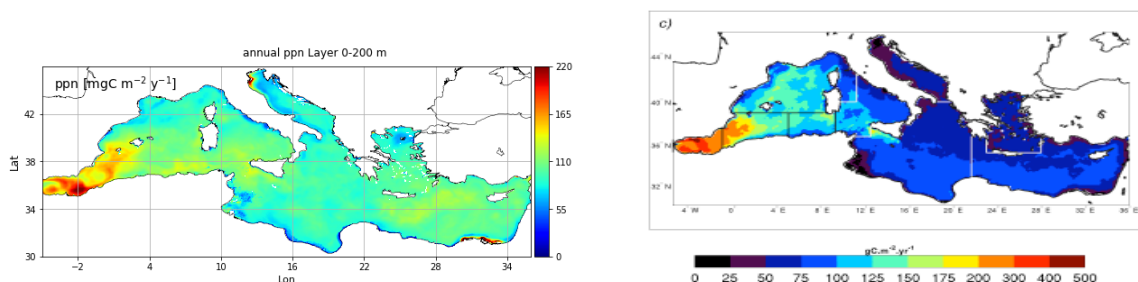 annual ppn Layer 0-200 m
ppn [mgC m⁻² y⁻¹]
220
165
110
55
0
42
38
34
30
Lat
−2
4
10
16
22
28
34
Lon
c)
44° N
40° N
36° N
32° N
4° W
0
4° E
8° E
12 E
16 E
20 E
24 E
28 E
32 E
36 E
gC.m⁻².yr⁻¹
0 25 50 75 100 125 150 175 200 300 400 500